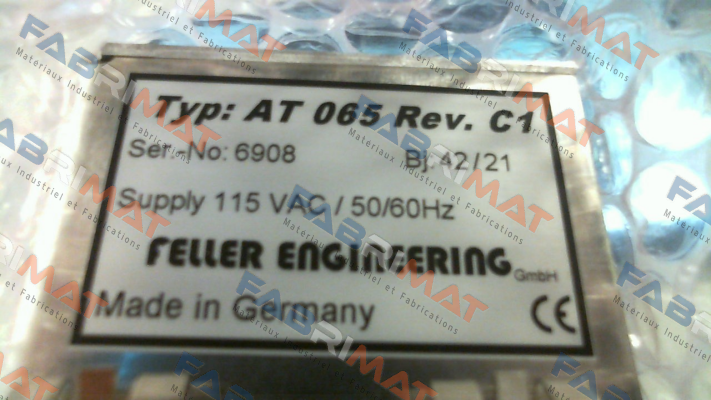 Typ: AT 065 Rev. C1
Ser.-No: 6908 Bj. 42/21
Supply 115 VAC / 50/60Hz
FELLER ENGINEERING GmbH
Made in Germany CE
FABRIMAT
Materiaux Industriel et Fabrications